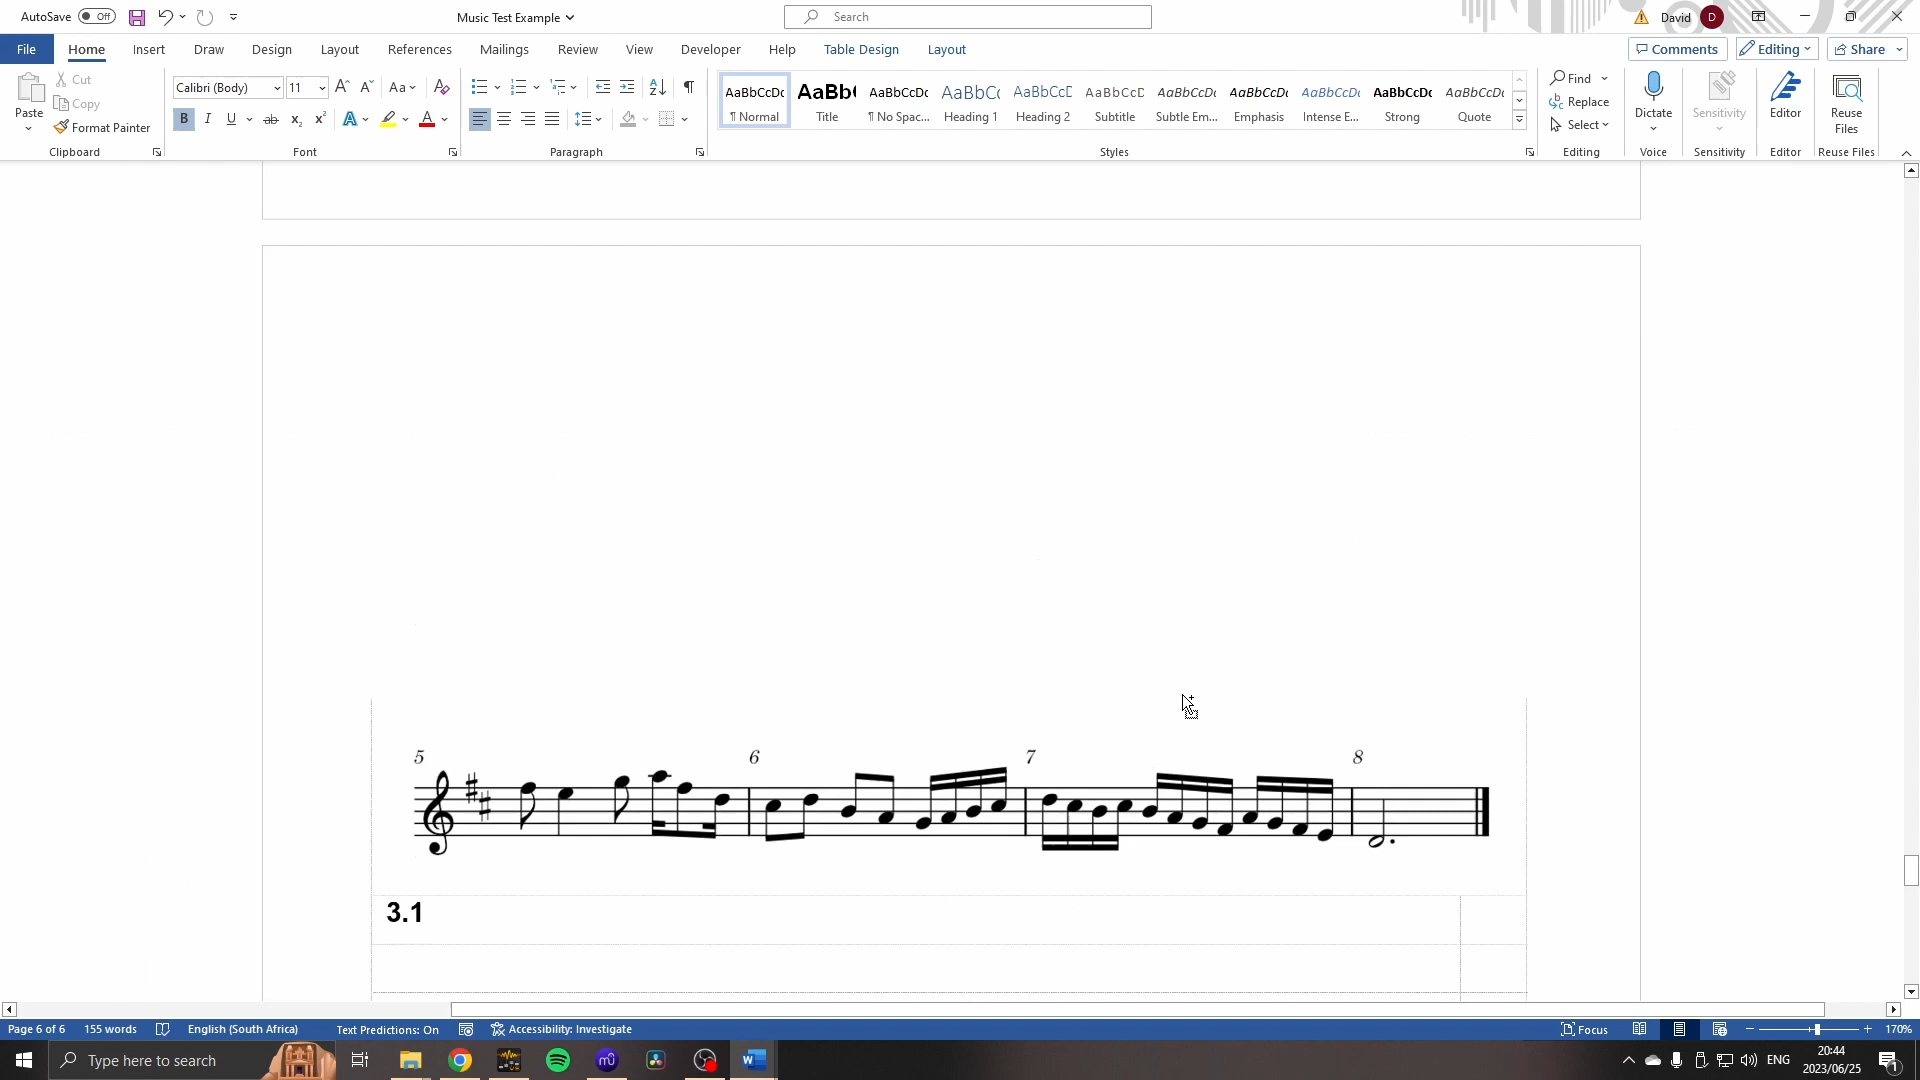 AutoSave Off Music Test Example Search David D
File Home Insert Draw Design Layout References Mailings Review View Developer Help Table Design Layout Comments Editing Share
Paste Cut Copy Format Painter Clipboard
Calibri (Body) 11 Aa Font
Paragraph
AaBbCcDc AaBb( AaBbCcDc AaBbC( AaBbCcD AaBbCcD AaBbCcDc AaBbCcDc AaBbCcDc AaBbCcDc AaBbCcDc
¶ Normal Title ¶ No Spac... Heading 1 Heading 2 Subtitle Subtle Em... Emphasis Intense E... Strong Quote
Styles
Find Replace Select Editing
Dictate Voice
Sensitivity Sensitivity
Editor Editor
Reuse Files Reuse Files
5 6 7 8
3.1
Page 6 of 6 155 words English (South Africa) Text Predictions: On Accessibility: Investigate Focus 170%
Type here to search ENG 20:44 2023/06/25 1